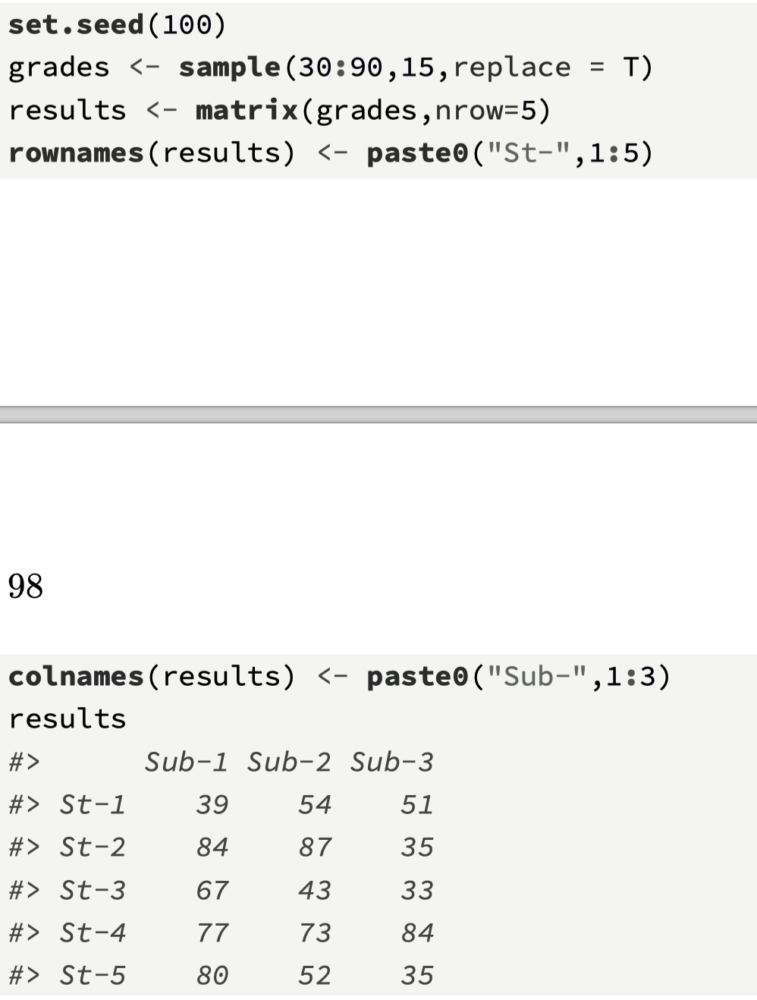 set.seed(100)
grades <- sample(30:90,15,replace = T)
results <- matrix(grades,nrow=5)
rownames(results) <- paste0("St-",1:5)
98
colnames(results) <- paste0("Sub-",1:3)
results
#>      Sub-1 Sub-2 Sub-3
#> St-1    39    54    51
#> St-2    84    87    35
#> St-3    67    43    33
#> St-4    77    73    84
#> St-5    80    52    35